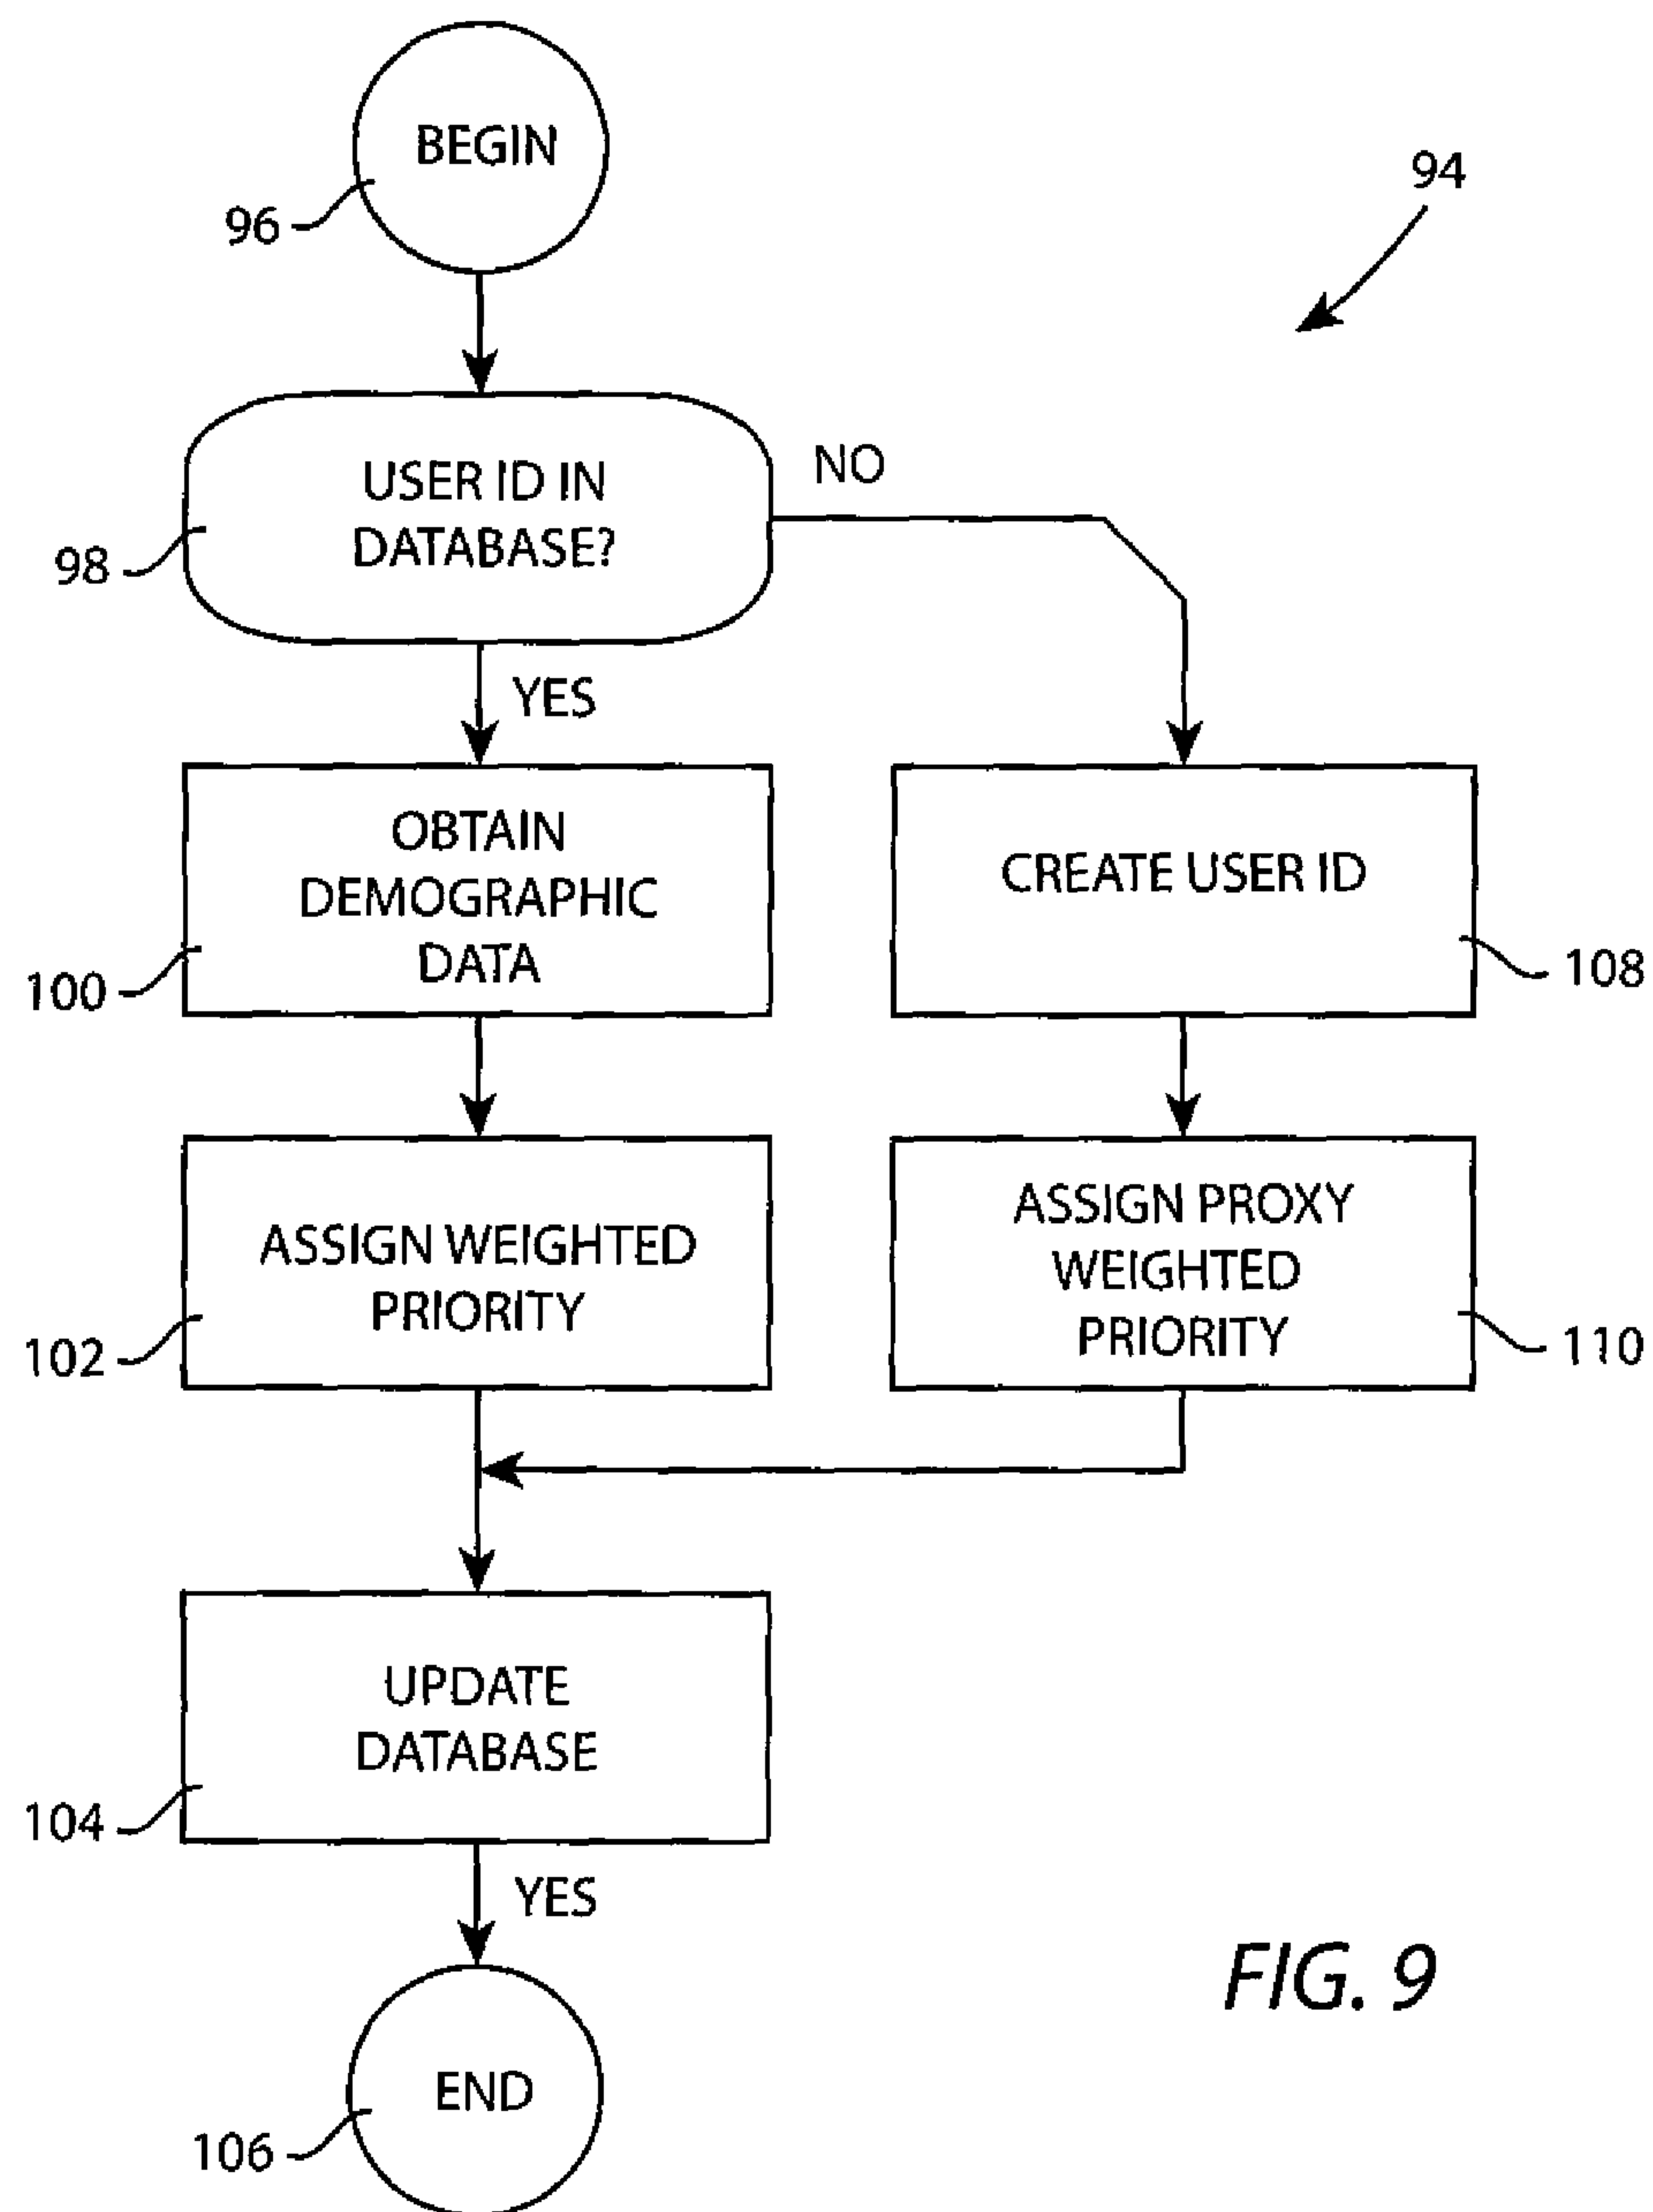 BEGIN
96
94
USER ID IN
DATABASE?
98
NO
YES
OBTAIN
DEMOGRAPHIC
DATA
100
CREATE USER ID
108
ASSIGN WEIGHTED
PRIORITY
102
ASSIGN PROXY
WEIGHTED
PRIORITY
110
UPDATE
DATABASE
104
YES
END
106
FIG. 9